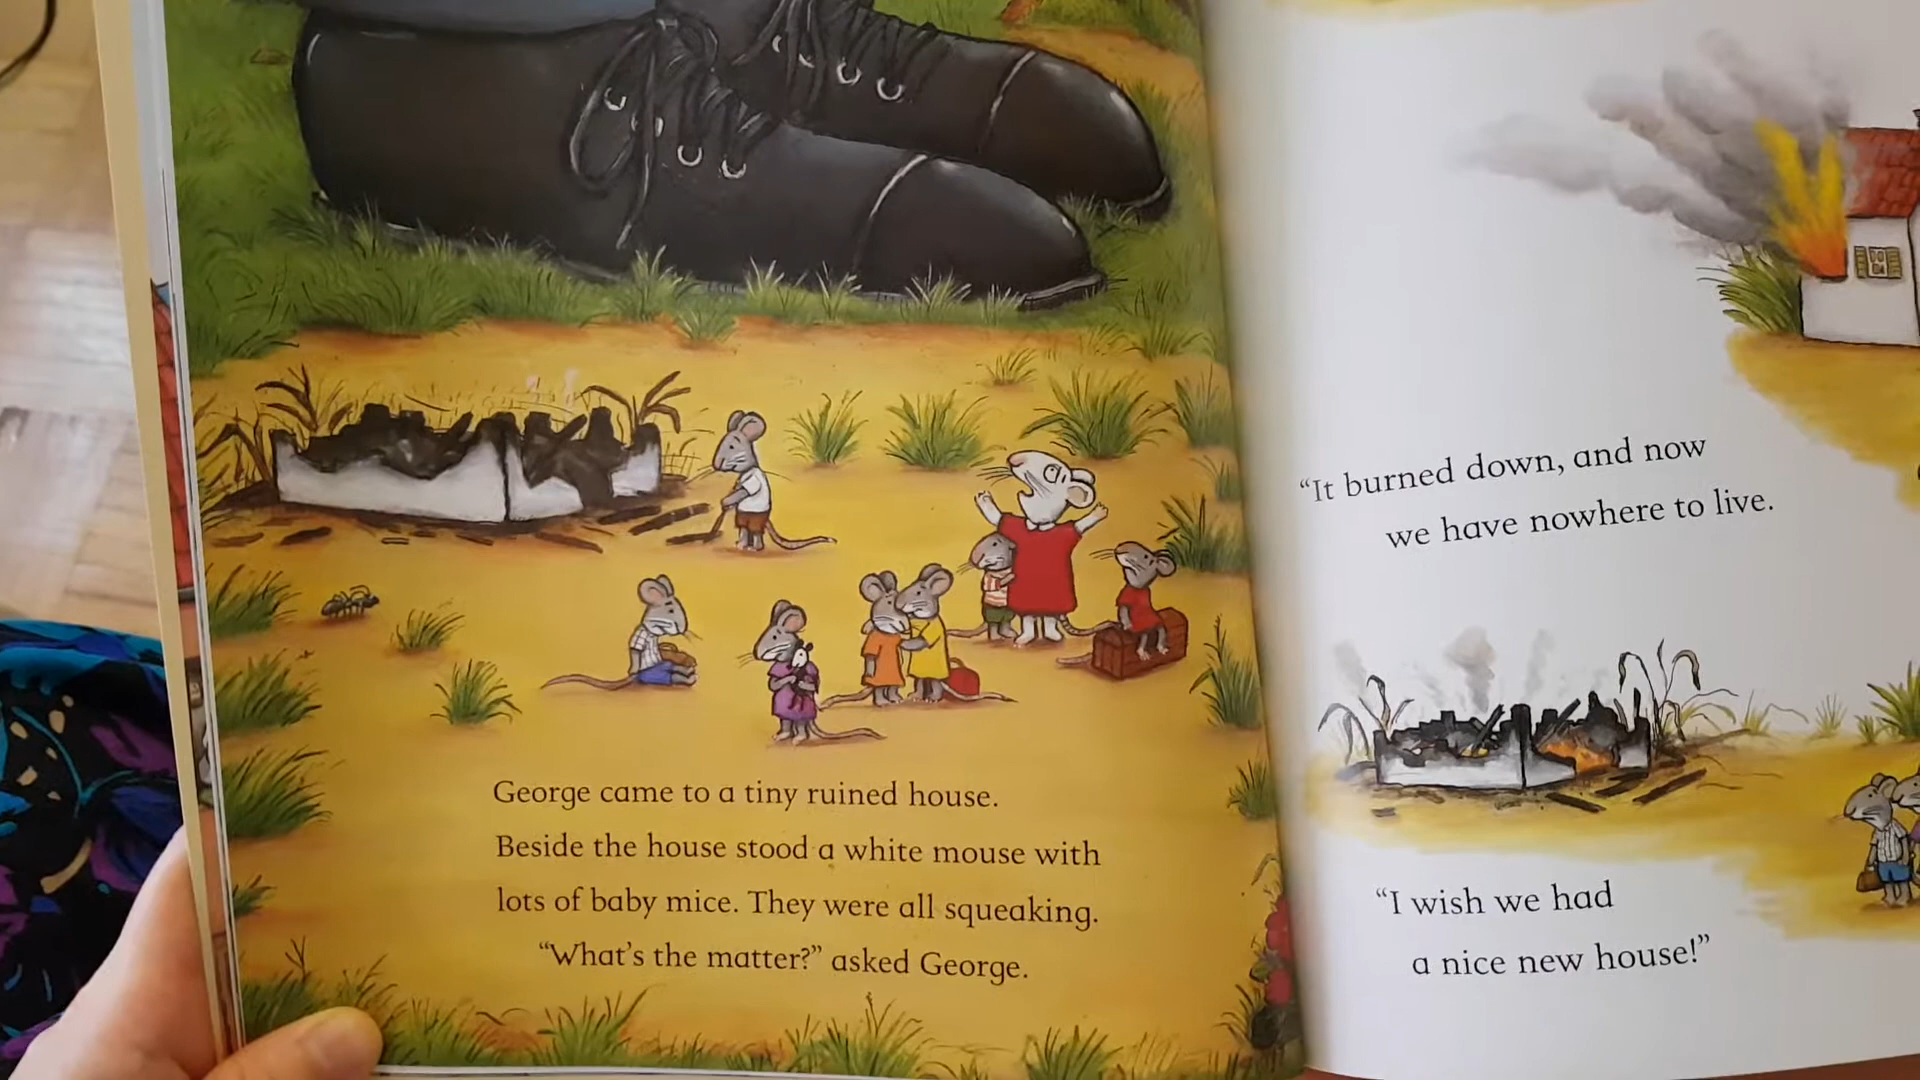 George came to a tiny ruined house.
Beside the house stood a white mouse with
lots of baby mice. They were all squeaking.
“What’s the matter?” asked George.
“It burned down, and now
we have nowhere to live.
“I wish we had
a nice new house!”